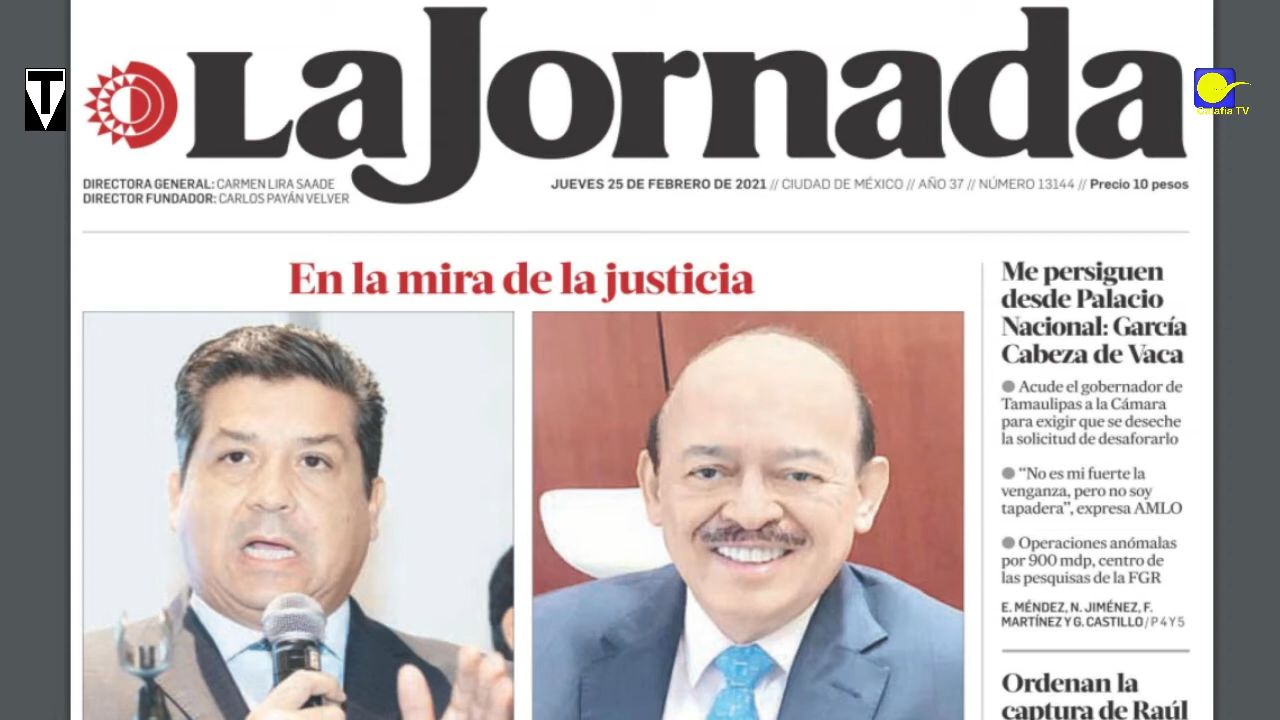 La Jornada
T
Calafia TV
DIRECTORA GENERAL: CARMEN LIRA SAADE
DIRECTOR FUNDADOR: CARLOS PAYÁN VELVER
JUEVES 25 DE FEBRERO DE 2021 // CIUDAD DE MÉXICO // AÑO 37 // NÚMERO 13144 // Precio 10 pesos
En la mira de la justicia
Me persiguen
desde Palacio
Nacional: García
Cabeza de Vaca
● Acude el gobernador de
Tamaulipas a la Cámara
para exigir que se deseche
la solicitud de desaforarlo
● “No es mi fuerte la
venganza, pero no soy
tapadera”, expresa AMLO
● Operaciones anómalas
por 900 mdp, centro de
las pesquisas de la FGR
E. MÉNDEZ, N. JIMÉNEZ, F.
MARTÍNEZ Y G. CASTILLO / P 4 Y 5
Ordenan la
captura de Raúl